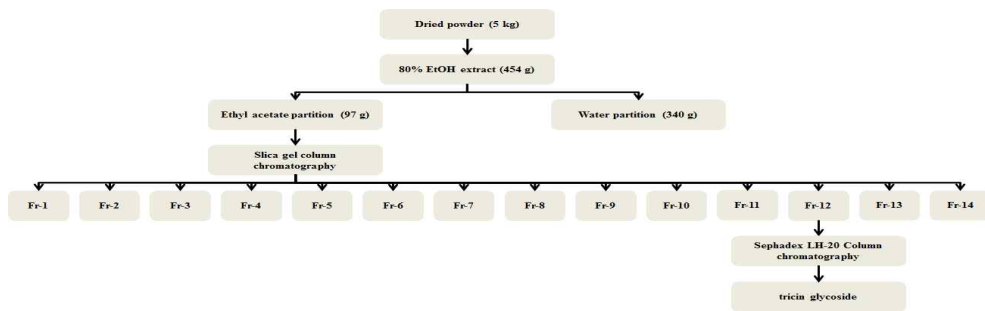 Dried powder (5 kg)
80% EtOH extract (454 g)
Ethyl acetate partition (97 g)
Water partition (340 g)
Slica gel column
chromatography
Fr-1
Fr-2
Fr-3
Fr-4
Fr-5
Fr-6
Fr-7
Fr-8
Fr-9
Fr-10
Fr-11
Fr-12
Fr-13
Fr-14
Sephadex LH-20 Column
chromatography
tricin glycoside